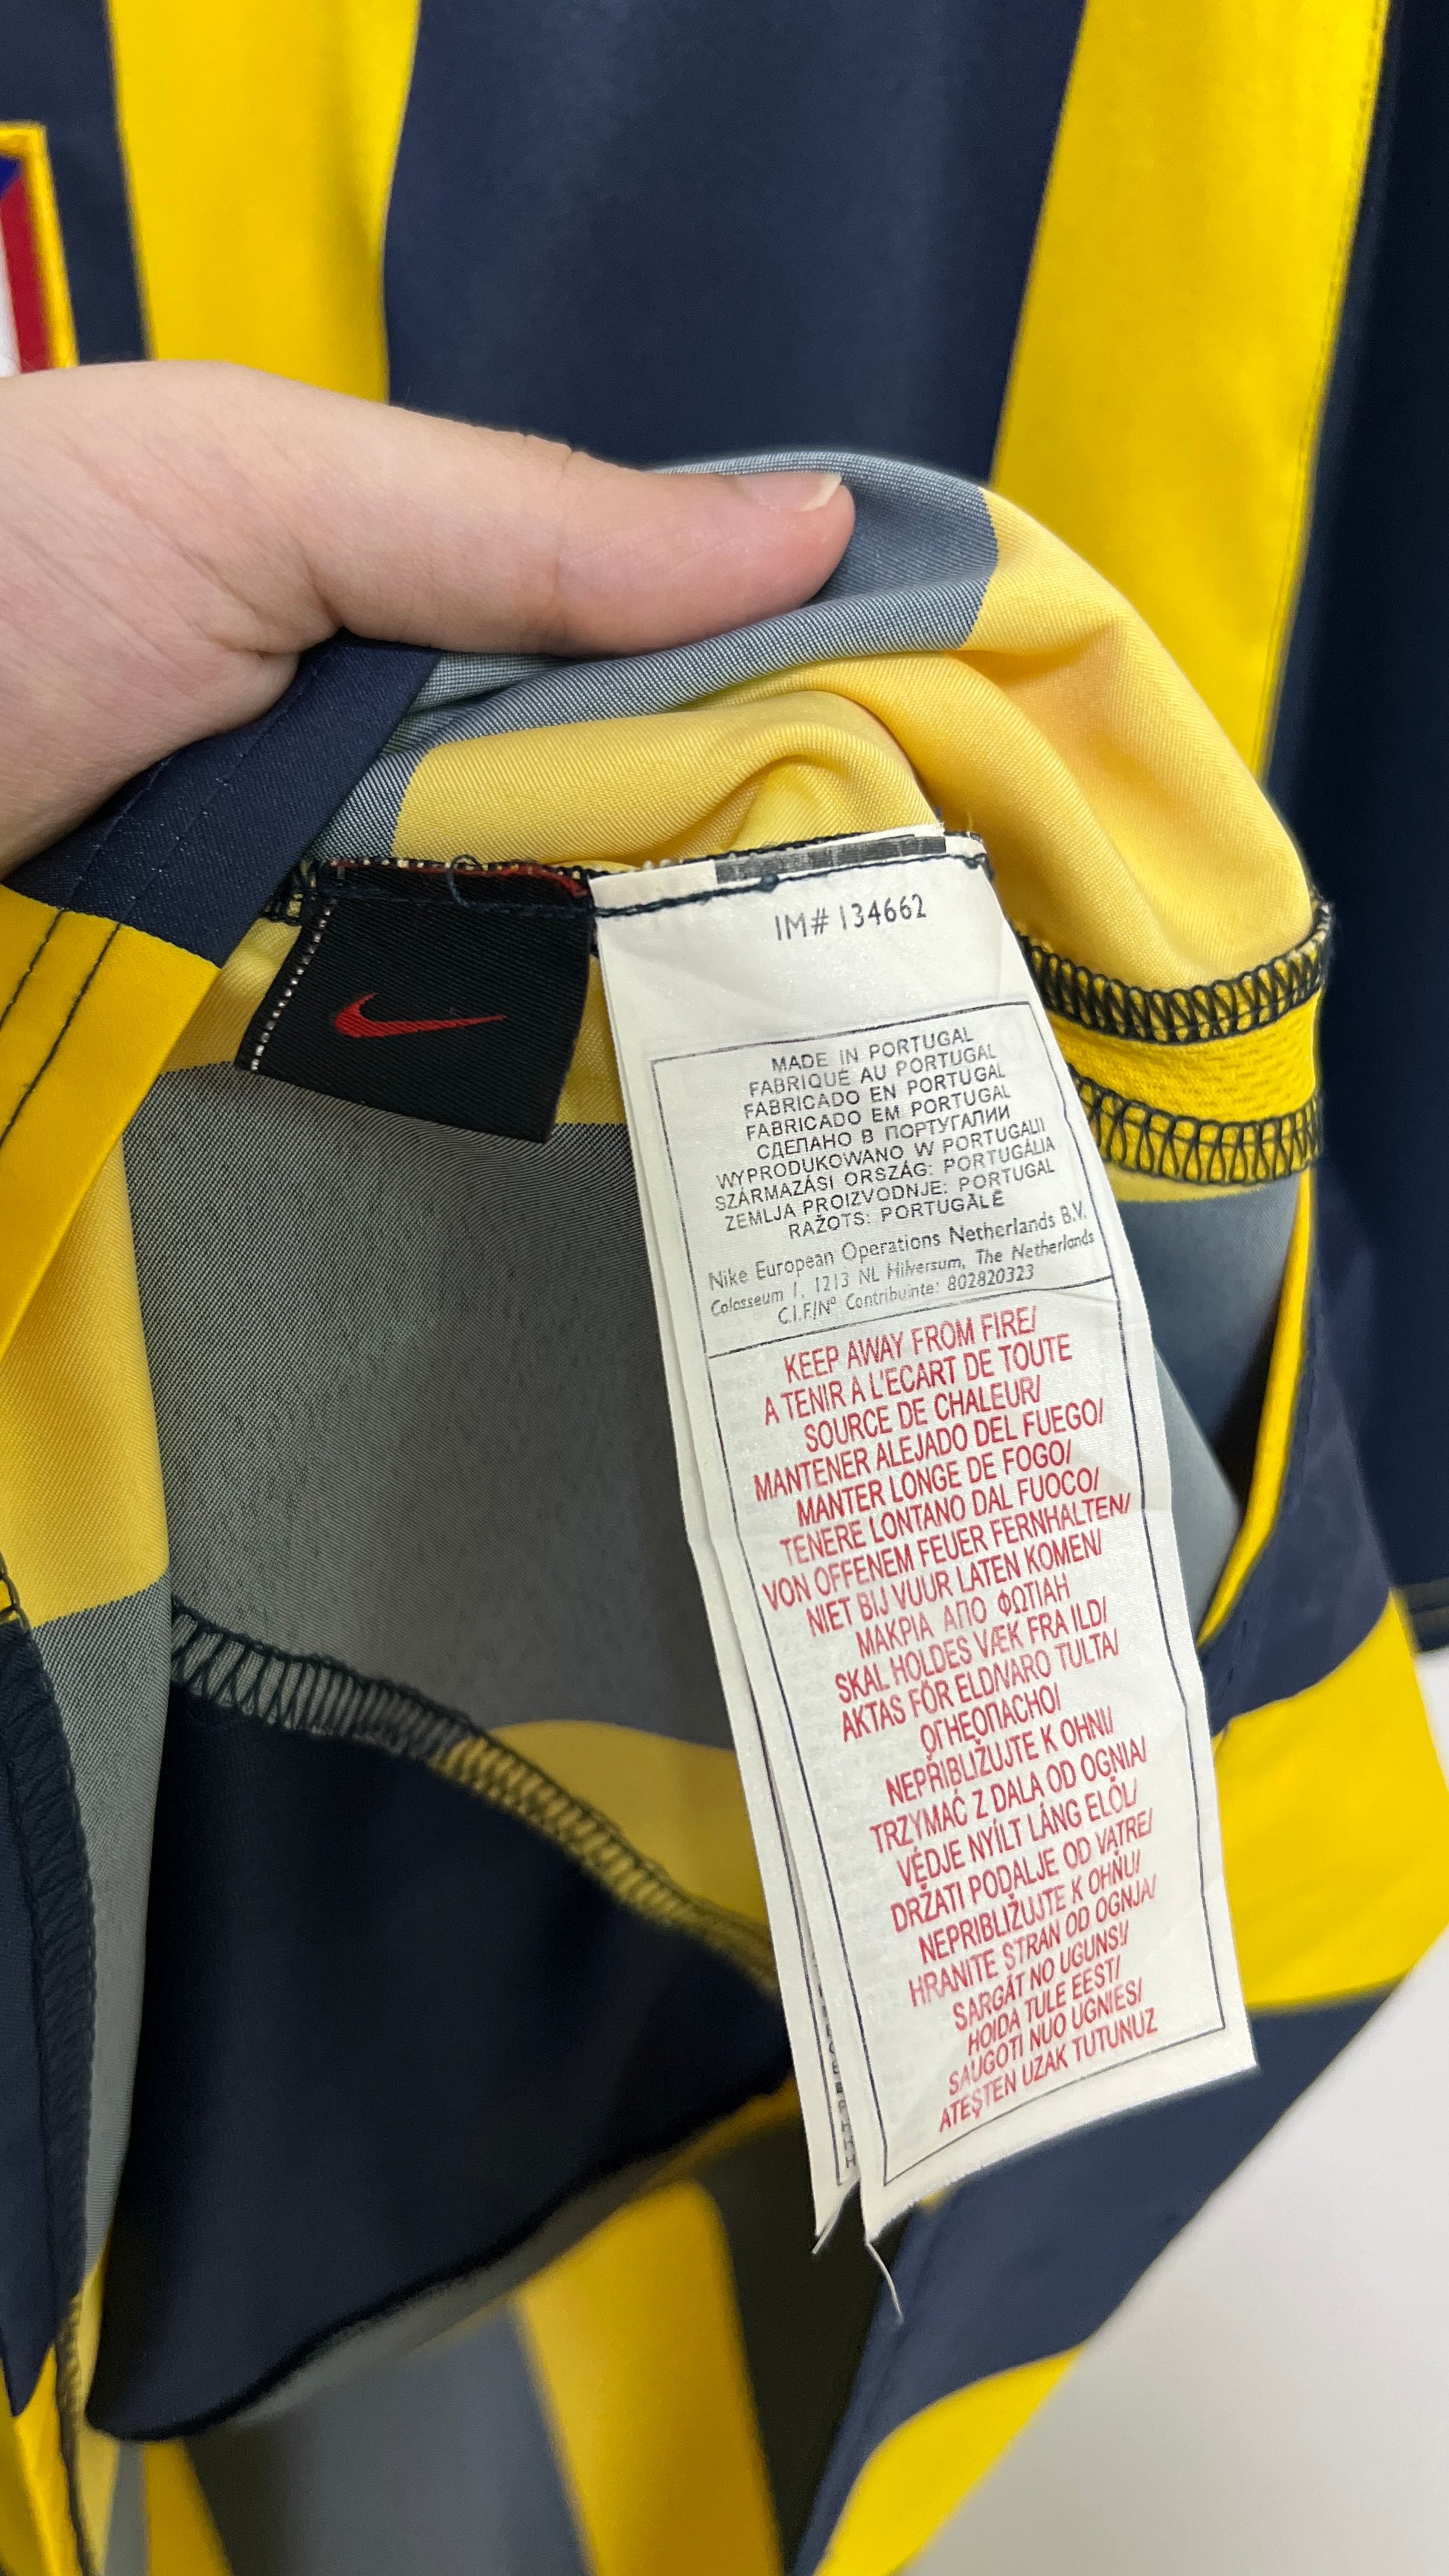 IM# 134662
MADE IN PORTUGAL
FABRIQUÉ AU PORTUGAL
FABRICADO EN PORTUGAL
FABRICADO EM PORTUGAL
СДЕЛАНО В ПОРТУГАЛИИ
WYPRODUKOWANO W PORTUGALII
SZÁRMAZÁSI ORSZÁG: PORTUGÁLIA
ZEMLJA PROIZVODNJE: PORTUGAL
RAŽOTS: PORTUGĀLĒ
Nike European Operations Netherlands B.V.
Colosseum 1, 1213 NL Hilversum, The Netherlands
C.I.F/Nº Contribuinte: 802820323
KEEP AWAY FROM FIRE/
A TENIR A L'ECART DE TOUTE
SOURCE DE CHALEUR/
MANTENER ALEJADO DEL FUEGO/
MANTER LONGE DE FOGO/
TENERE LONTANO DAL FUOCO/
VON OFFENEM FEUER FERNHALTEN/
NIET BIJ VUUR LATEN KOMEN/
ΜΑΚΡΙΑ ΑΠΟ ΦΩΤΙΑΗ
SKAL HOLDES VÆK FRA ILD/
AKTAS FÖR ELD/VARO TULTA/
ОГНЕОПАСНО/
NEPŘIBLIŽUJTE K OHNI/
TRZYMAĆ Z DALA OD OGNIA/
VÉDJE NYÍLT LÁNG ELŐL/
DRŽATI PODALJE OD VATRE/
NEPRIBLIŽUJTE K OHŇU/
HRANITE STRAN OD OGNJA/
SARGĀT NO UGUNS!/
HOIDA TULE EEST/
SAUGOTI NUO UGNIES/
ATEŞTEN UZAK TUTUNUZ